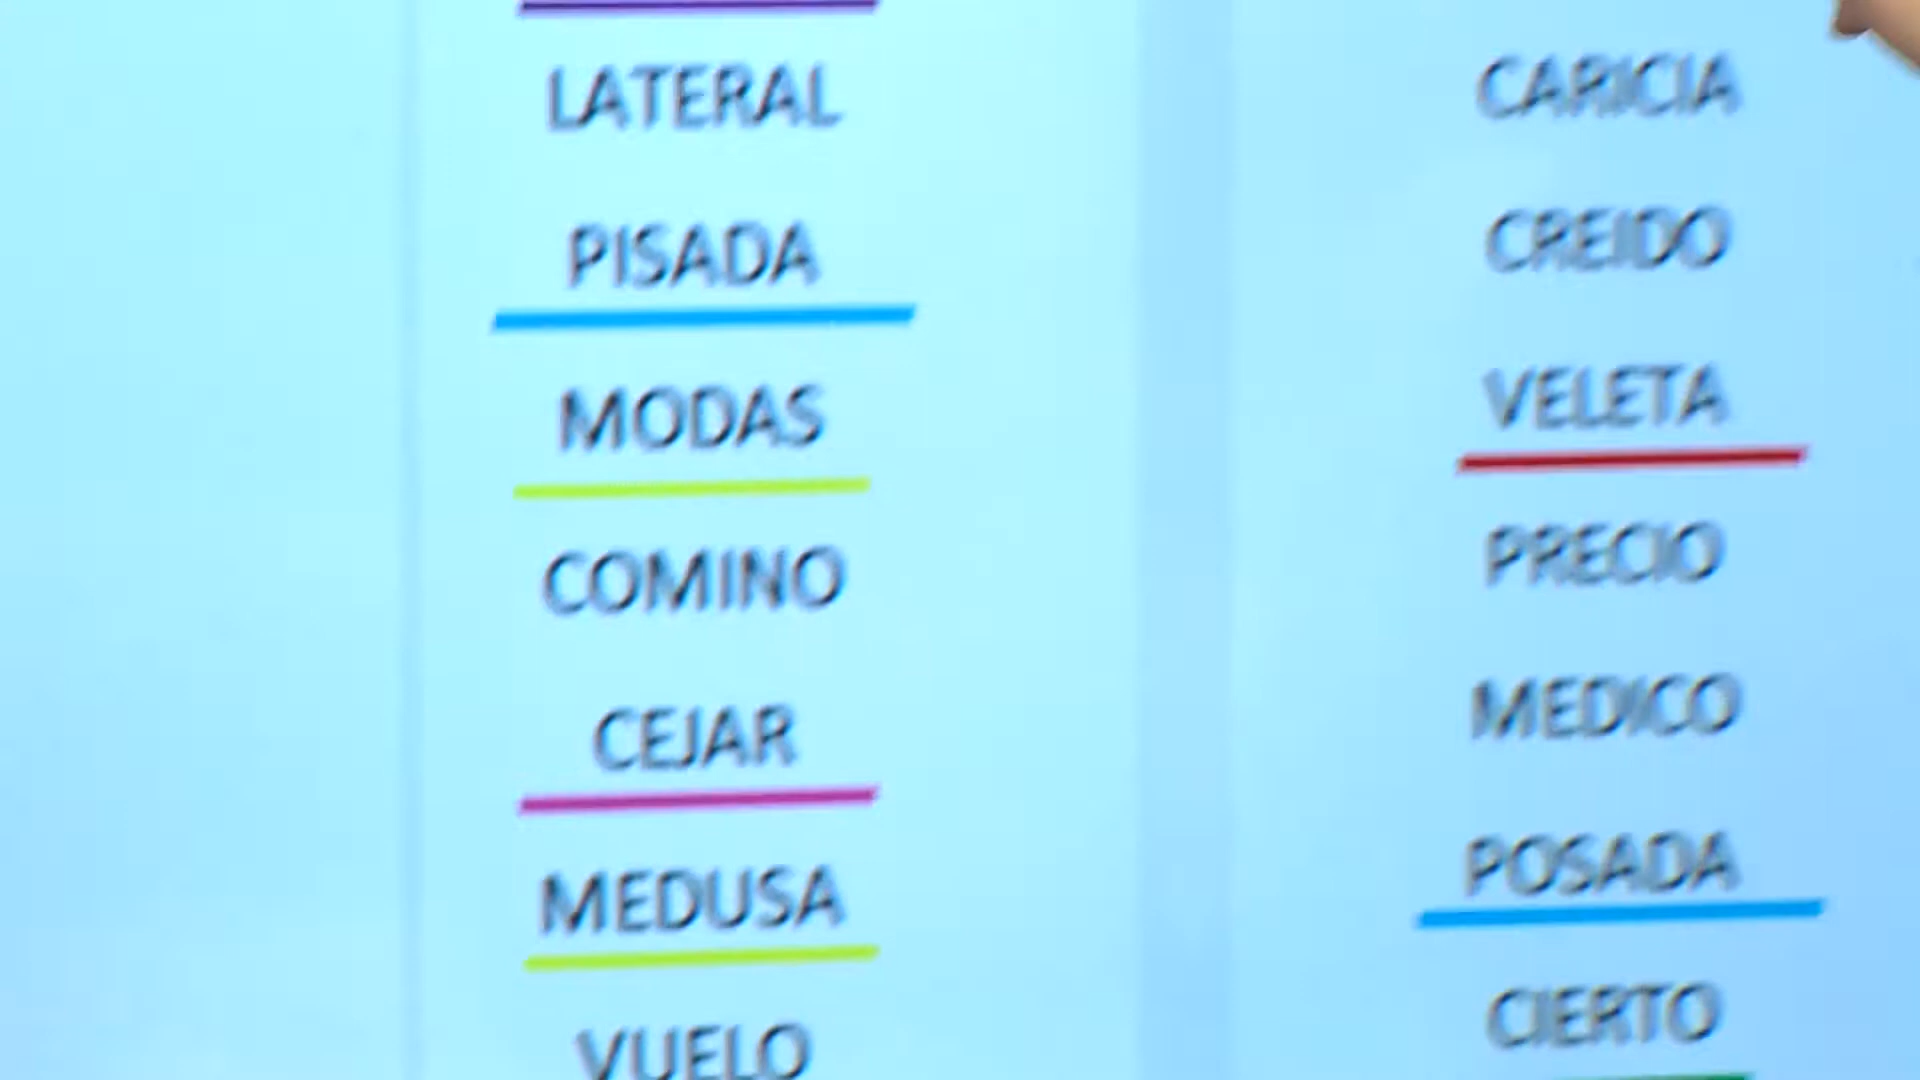 LATERAL
PISADA
MODAS
COMINO
CEJAR
MEDUSA
VUELO
CARICIA
CREIDO
VELETA
PRECIO
MEDICO
POSADA
CIERTO